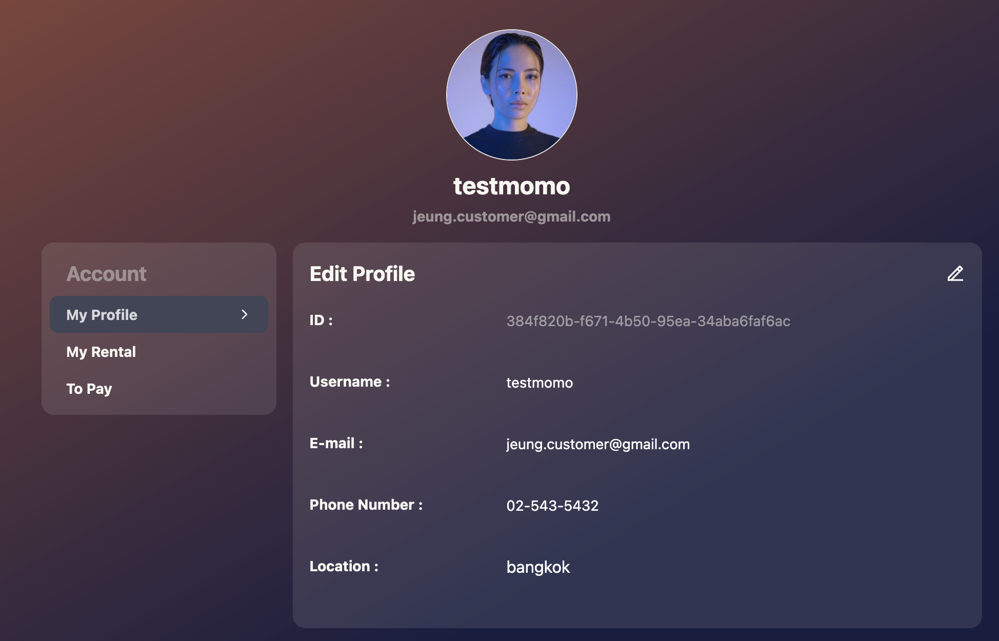 testmomo
jeung.customer@gmail.com
Account
My Profile
My Rental
To Pay
Edit Profile
ID : 384f820b-f671-4b50-95ea-34aba6faf6ac
Username : testmomo
E-mail : jeung.customer@gmail.com
Phone Number : 02-543-5432
Location : bangkok